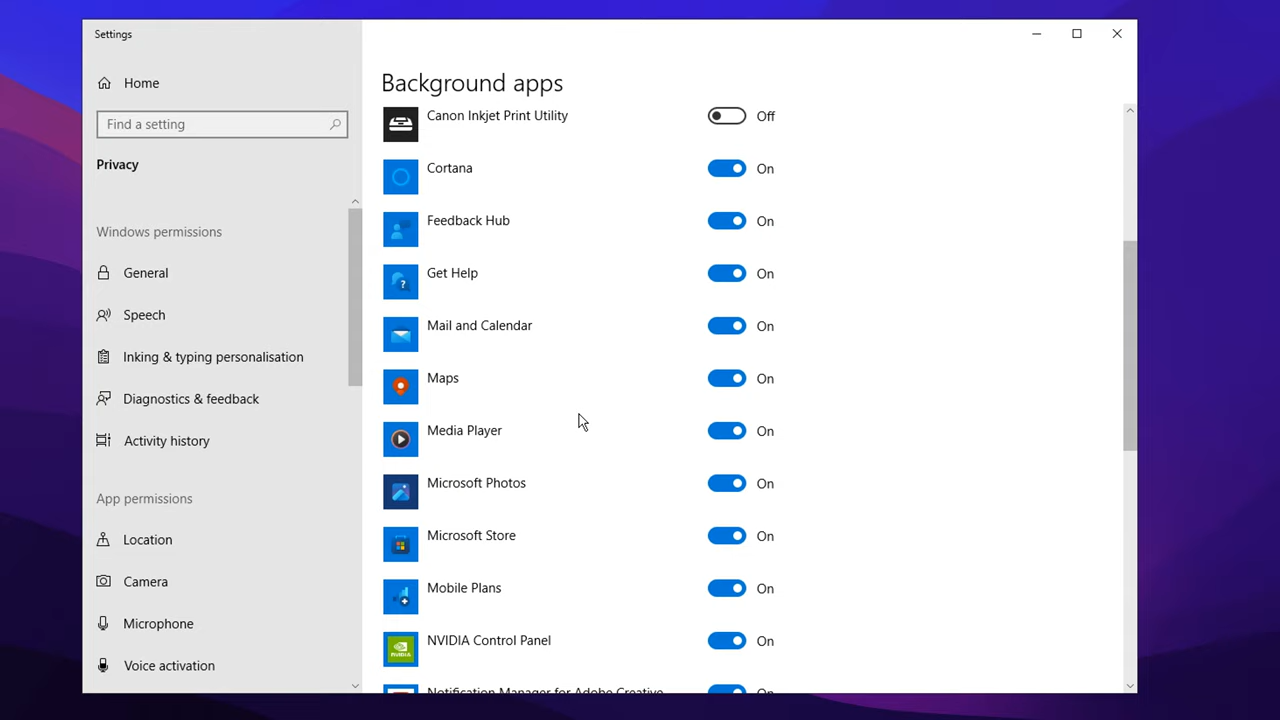 Settings
Home
Find a setting
Privacy
Windows permissions
General
Speech
Inking & typing personalisation
Diagnostics & feedback
Activity history
App permissions
Location
Camera
Microphone
Voice activation
Background apps
Canon Inkjet Print Utility Off
Cortana On
Feedback Hub On
Get Help On
Mail and Calendar On
Maps On
Media Player On
Microsoft Photos On
Microsoft Store On
Mobile Plans On
NVIDIA Control Panel On
Notification Manager for Adobe Creative On